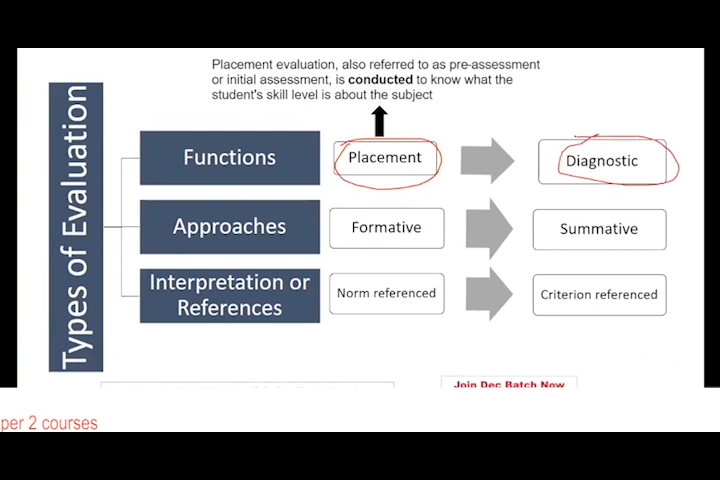 Placement evaluation, also referred to as pre-assessment
or initial assessment, is conducted to know what the
student's skill level is about the subject
Types of Evaluation
Functions
Placement
Diagnostic
Approaches
Formative
Summative
Interpretation or
References
Norm referenced
Criterion referenced
Join Dec Batch Now
per 2 courses